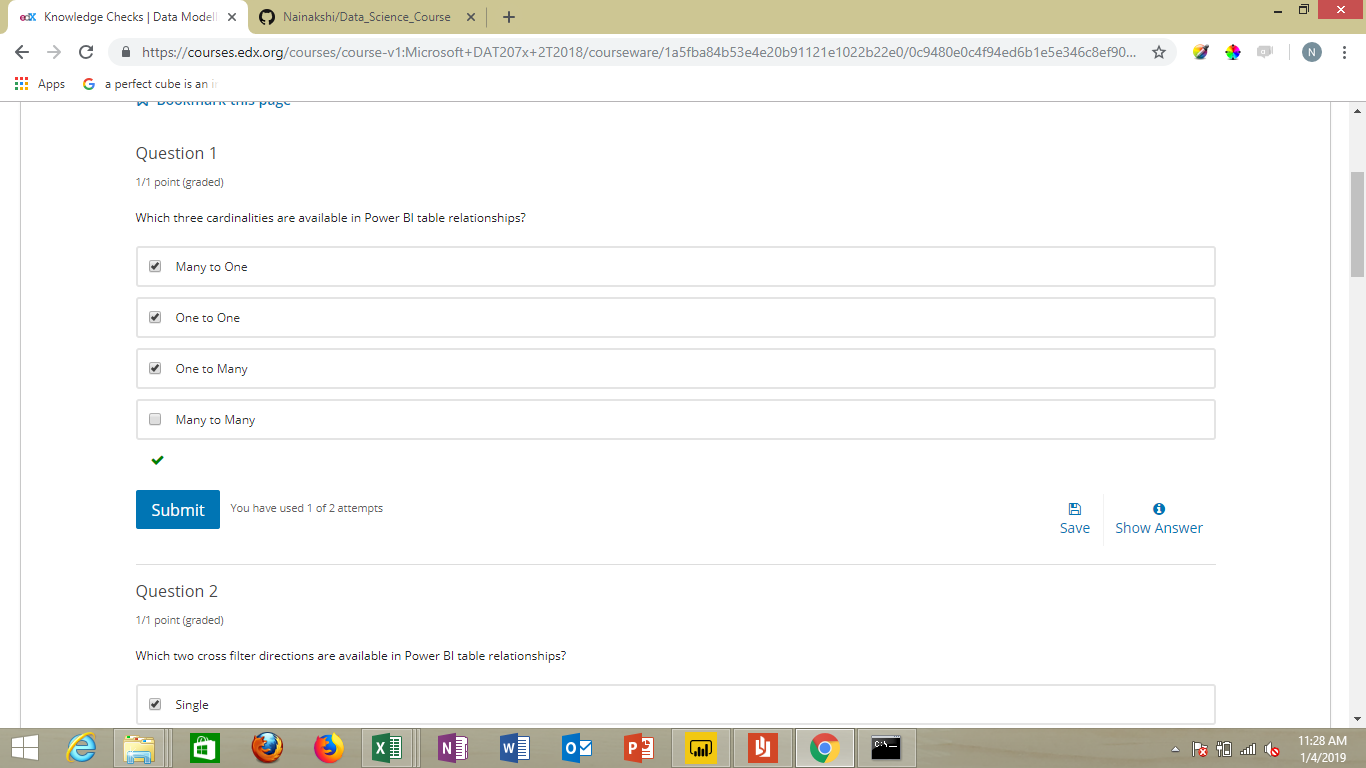 edX Knowledge Checks | Data Modell
Nainakshi/Data_Science_Course
https://courses.edx.org/courses/course-v1:Microsoft+DAT207x+2T2018/courseware/1a5fba84b53e4e20b91121e1022b22e0/0c9480e0c4f94ed6b1e5e346c8ef90...
N
Apps
a perfect cube is an i
Bookmark this page
Question 1
1/1 point (graded)
Which three cardinalities are available in Power BI table relationships?
Many to One
One to One
One to Many
Many to Many
Submit
You have used 1 of 2 attempts
Save
Show Answer
Question 2
1/1 point (graded)
Which two cross filter directions are available in Power BI table relationships?
Single
11:28 AM
1/4/2019